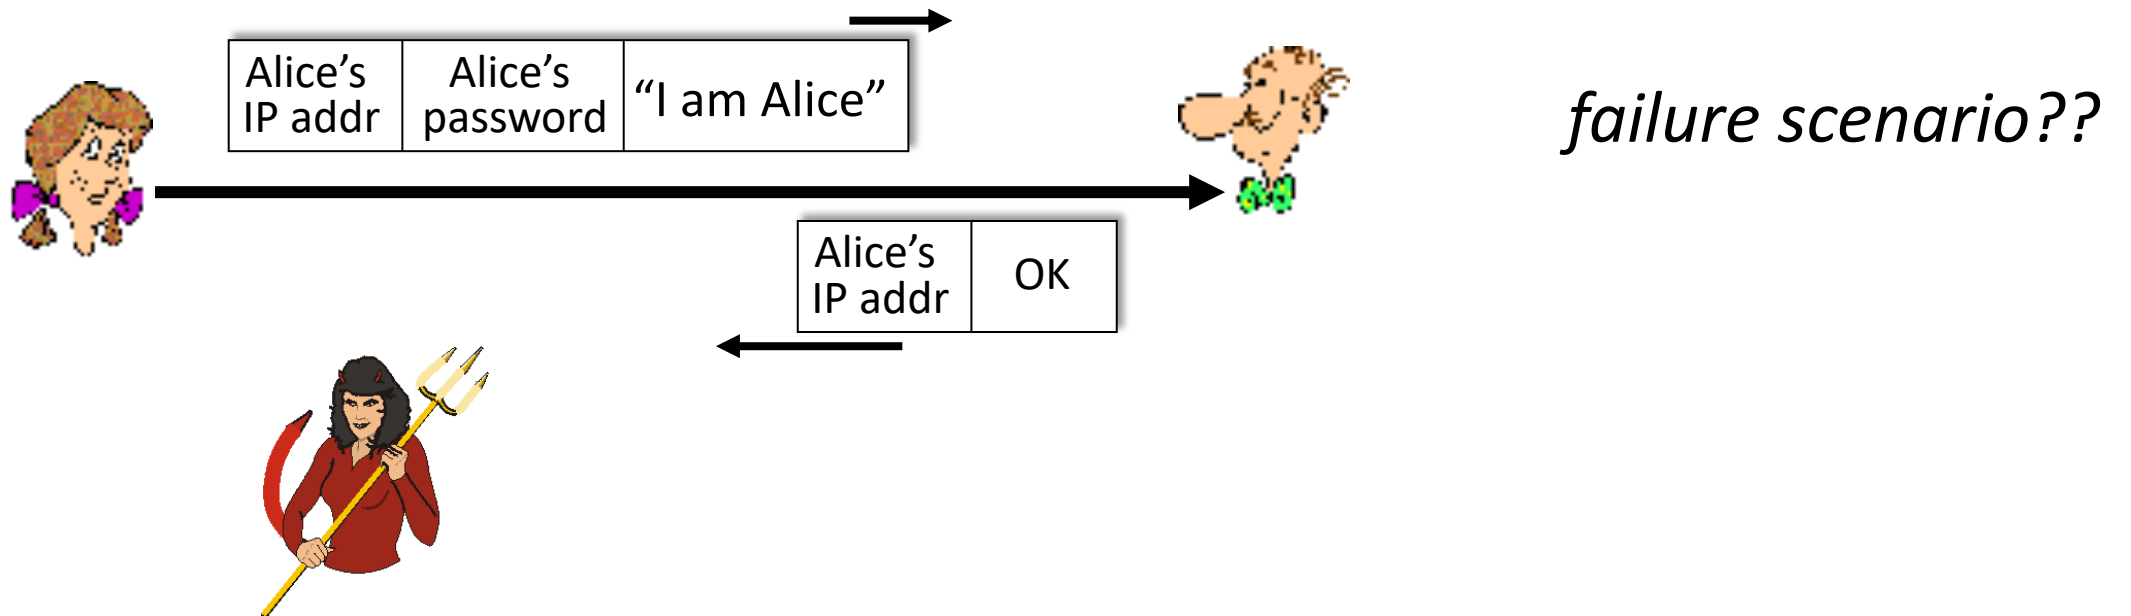 Alice's
IP addr
Alice's
password
“I am Alice”
failure scenario??
Alice's
IP addr
OK